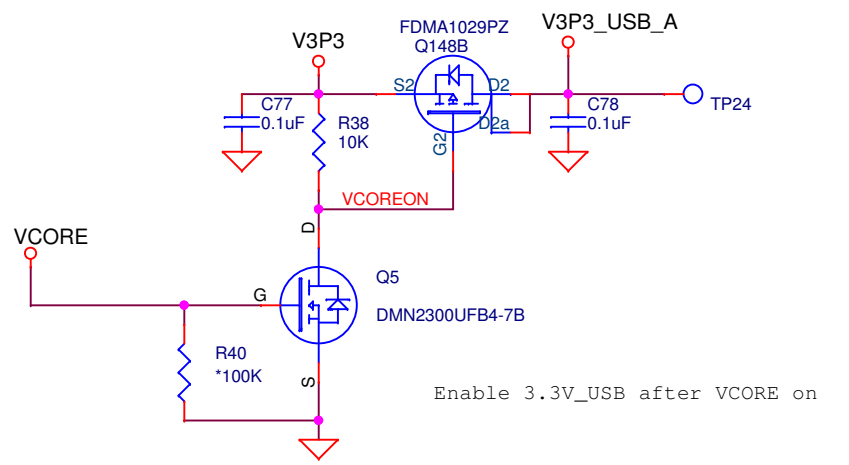 FDMA1029PZ
V3P3_USB_A
V3P3
Q148B
S2
D2
C77
0.1uF
R38
10K
C78
0.1uF
TP24
D2a
G2
VCOREON
VCORE
D
Q5
G
DMN2300UFB4-7B
R40
*100K
S
Enable 3.3V_USB after VCORE on